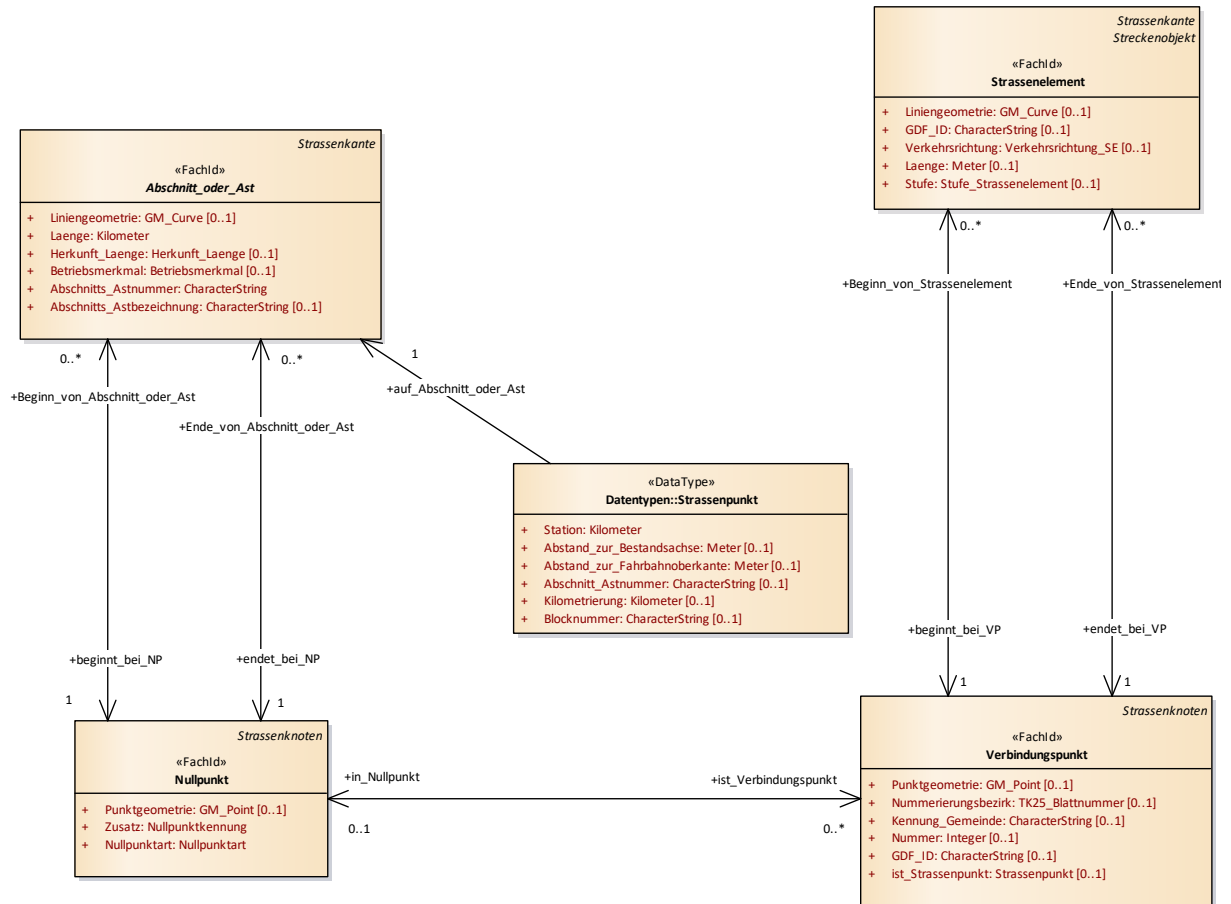 Strassenkante
Streckenobjekt
«FachId»
Strassenelement
+ Liniengeometrie: GM_Curve [0..1]
+ GDF_ID: CharacterString [0..1]
+ Verkehrsrichtung: Verkehrsrichtung_SE [0..1]
+ Laenge: Meter [0..1]
+ Stufe: Stufe_Strassenelement [0..1]
Strassenkante
«FachId»
Abschnitt_oder_Ast
+ Liniengeometrie: GM_Curve [0..1]
+ Laenge: Kilometer
+ Herkunft_Laenge: Herkunft_Laenge [0..1]
+ Betriebsmerkmal: Betriebsmerkmal [0..1]
+ Abschnitts_Astnummer: CharacterString
+ Abschnitts_Astbezeichnung: CharacterString [0..1]
0..*
0..*
+Beginn_von_Strassenelement
+Ende_von_Strassenelement
0..*
0..*
1
+Beginn_von_Abschnitt_oder_Ast
+auf_Abschnitt_oder_Ast
+Ende_von_Abschnitt_oder_Ast
«DataType»
Datentypen::Strassenpunkt
+ Station: Kilometer
+ Abstand_zur_Bestandsachse: Meter [0..1]
+ Abstand_zur_Fahrbahnoberkante: Meter [0..1]
+ Abschnitt_Astnummer: CharacterString [0..1]
+ Kilometrierung: Kilometer [0..1]
+ Blocknummer: CharacterString [0..1]
+beginnt_bei_VP
+endet_bei_VP
1
1
+beginnt_bei_NP
+endet_bei_NP
1
1
Strassenknoten
«FachId»
Nullpunkt
+ Punktgeometrie: GM_Point [0..1]
+ Zusatz: Nullpunktkennung
+ Nullpunktart: Nullpunktart
+in_Nullpunkt
+ist_Verbindungspunkt
0..1
0..*
Strassenknoten
«FachId»
Verbindungspunkt
+ Punktgeometrie: GM_Point [0..1]
+ Nummerierungsbezirk: TK25_Blattnummer [0..1]
+ Kennung_Gemeinde: CharacterString [0..1]
+ Nummer: Integer [0..1]
+ GDF_ID: CharacterString [0..1]
+ ist_Strassenpunkt: Strassenpunkt [0..1]